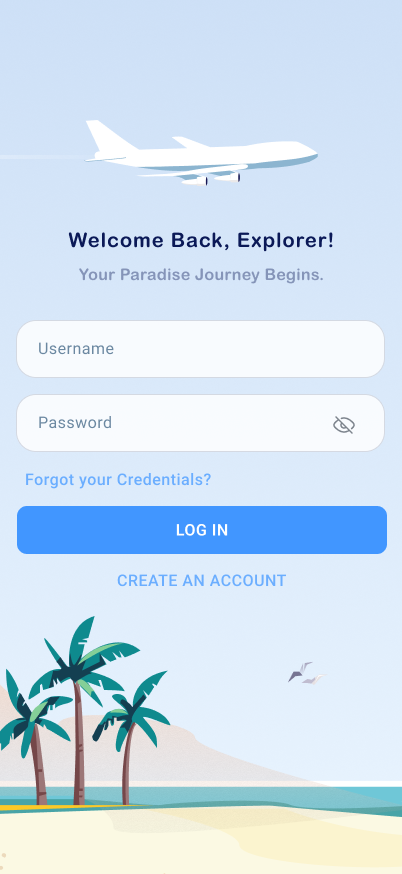 Welcome Back, Explorer!
Your Paradise Journey Begins.
Username
Password
Forgot your Credentials?
LOG IN
CREATE AN ACCOUNT